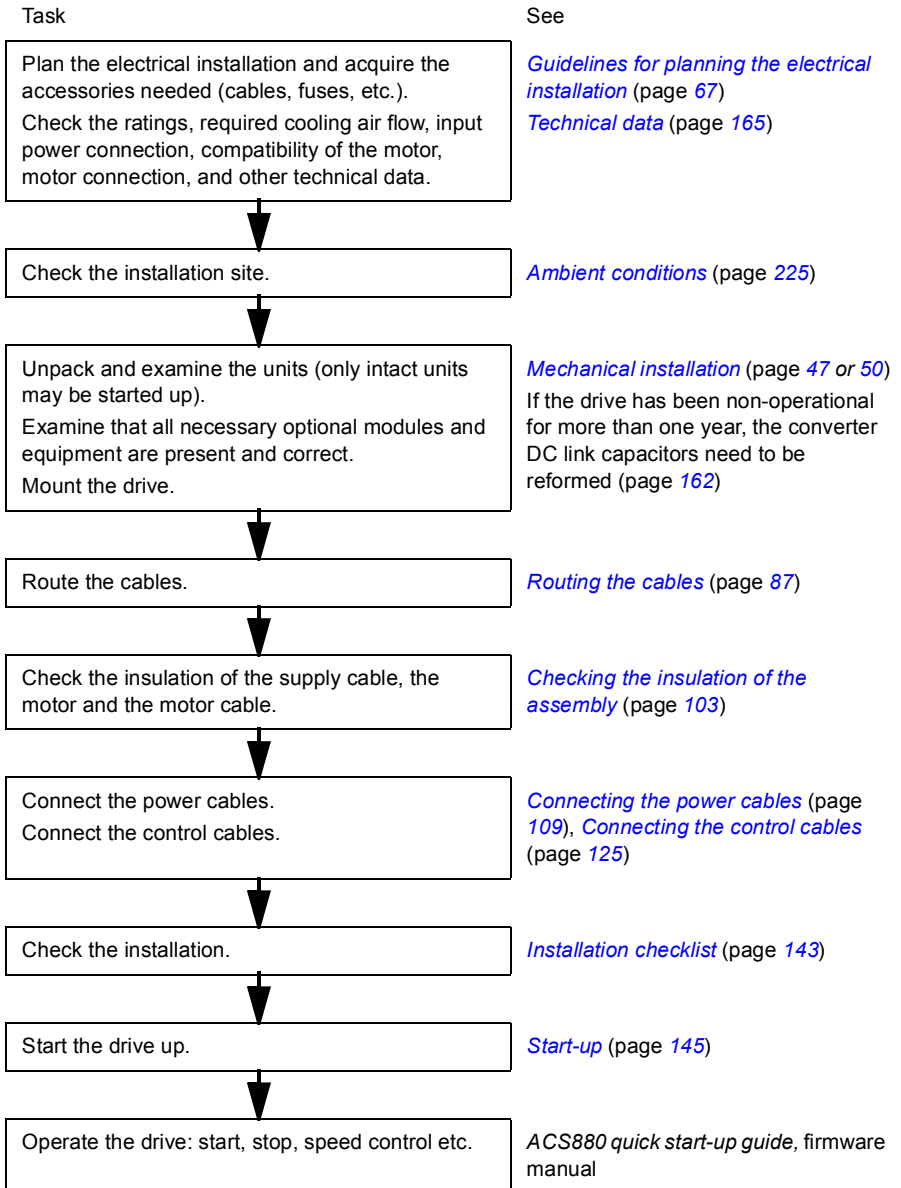 Task
See
Plan the electrical installation and acquire the
accessories needed (cables, fuses, etc.).
Check the ratings, required cooling air flow, input
power connection, compatibility of the motor,
motor connection, and other technical data.
Guidelines for planning the electrical
installation (page 67)
Technical data (page 165)
Check the installation site.
Ambient conditions (page 225)
Unpack and examine the units (only intact units
may be started up).
Examine that all necessary optional modules and
equipment are present and correct.
Mount the drive.
Mechanical installation (page 47 or 50)
If the drive has been non-operational
for more than one year, the converter
DC link capacitors need to be
reformed (page 162)
Route the cables.
Routing the cables (page 87)
Check the insulation of the supply cable, the
motor and the motor cable.
Checking the insulation of the
assembly (page 103)
Connect the power cables.
Connect the control cables.
Connecting the power cables (page
109), Connecting the control cables
(page 125)
Check the installation.
Installation checklist (page 143)
Start the drive up.
Start-up (page 145)
Operate the drive: start, stop, speed control etc.
ACS880 quick start-up guide, firmware
manual